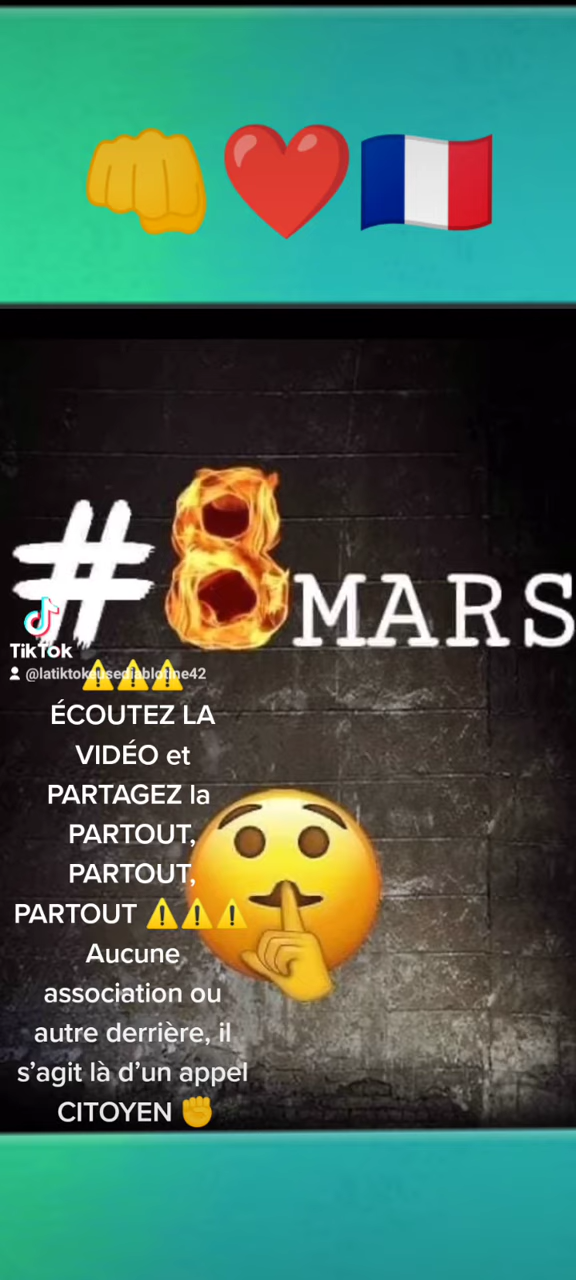 #8MARS
TikTok
@latiktokeusediablotine42
⚠️⚠️⚠️
ÉCOUTEZ LA
VIDÉO et
PARTAGEZ la
PARTOUT,
PARTOUT,
PARTOUT ⚠️⚠️⚠️
Aucune
association ou
autre derrière, il
s’agit là d’un appel
CITOYEN ✊